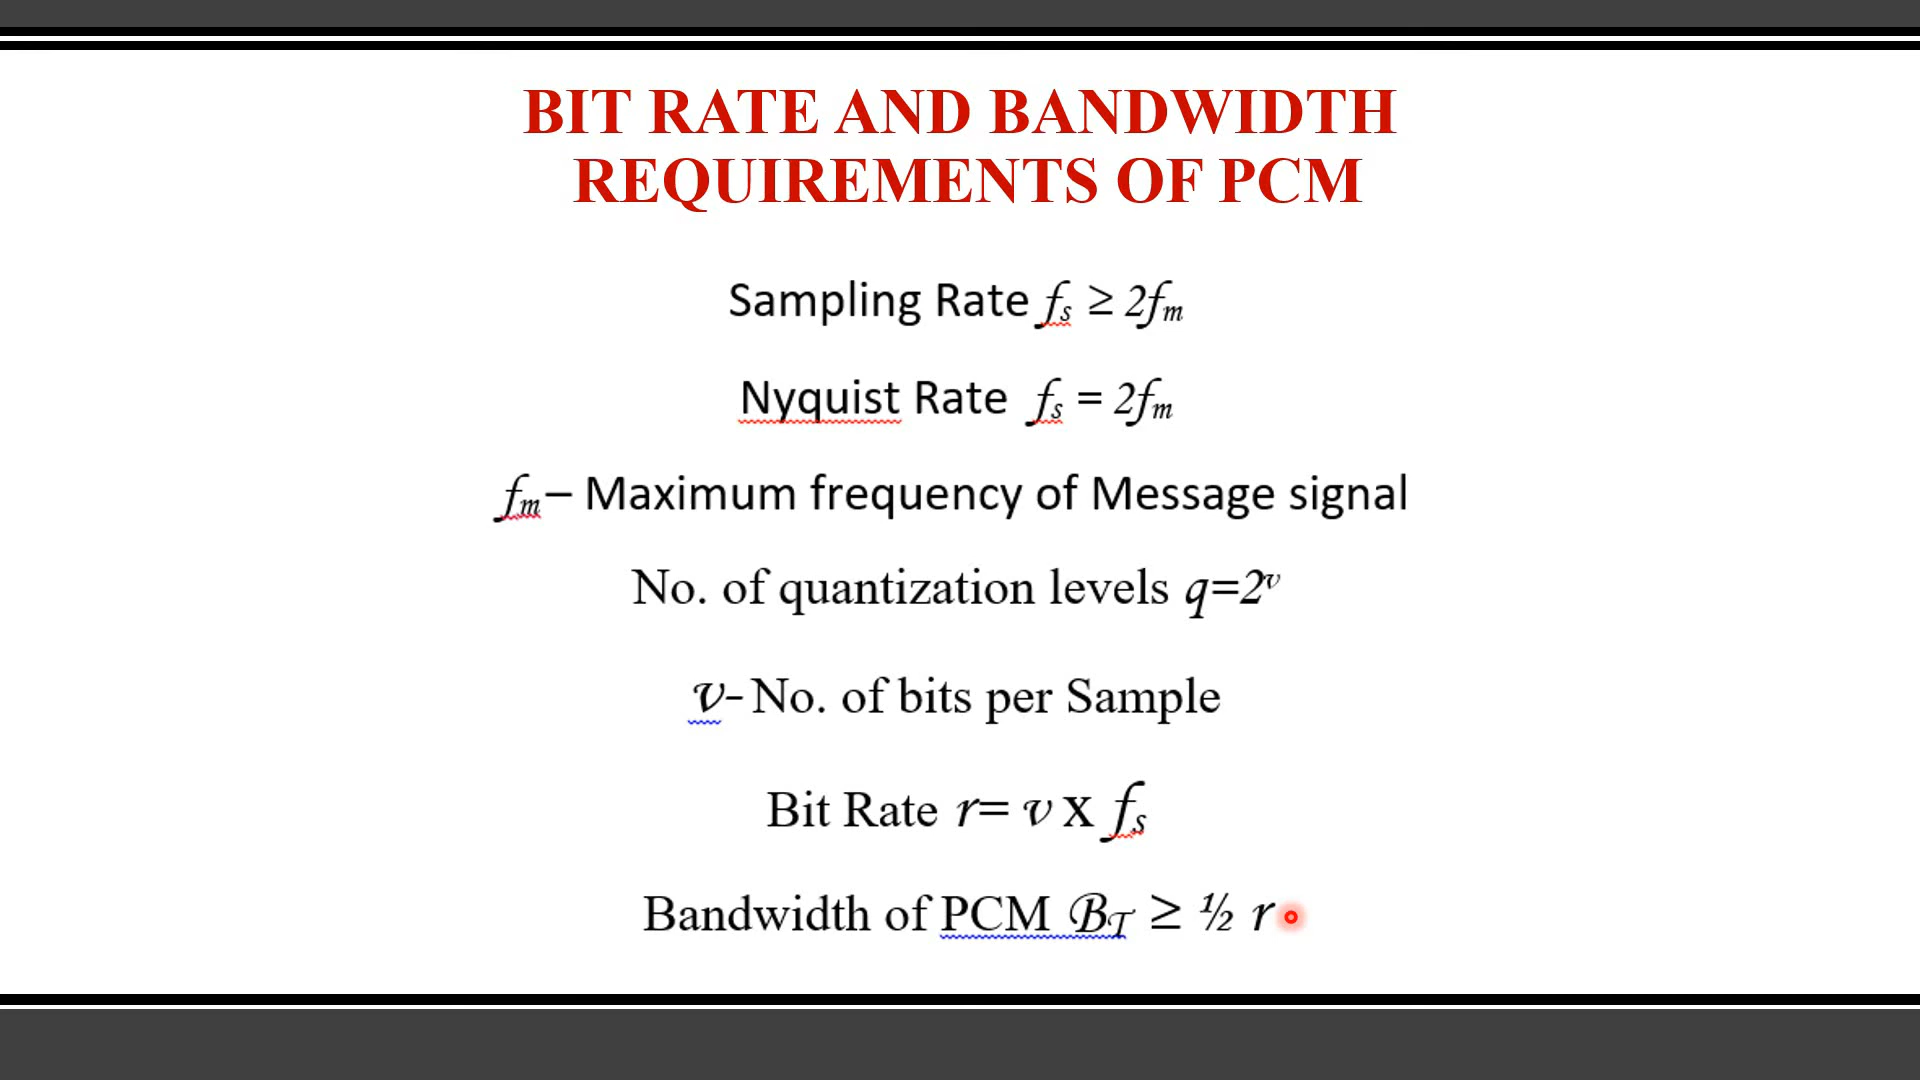 BIT RATE AND BANDWIDTH
REQUIREMENTS OF PCM
Sampling Rate fₛ ≥ 2fₘ
Nyquist Rate fₛ = 2fₘ
fₘ – Maximum frequency of Message signal
No. of quantization levels q=2ᵛ
v- No. of bits per Sample
Bit Rate r= v X fₛ
Bandwidth of PCM B_T ≥ ½ r